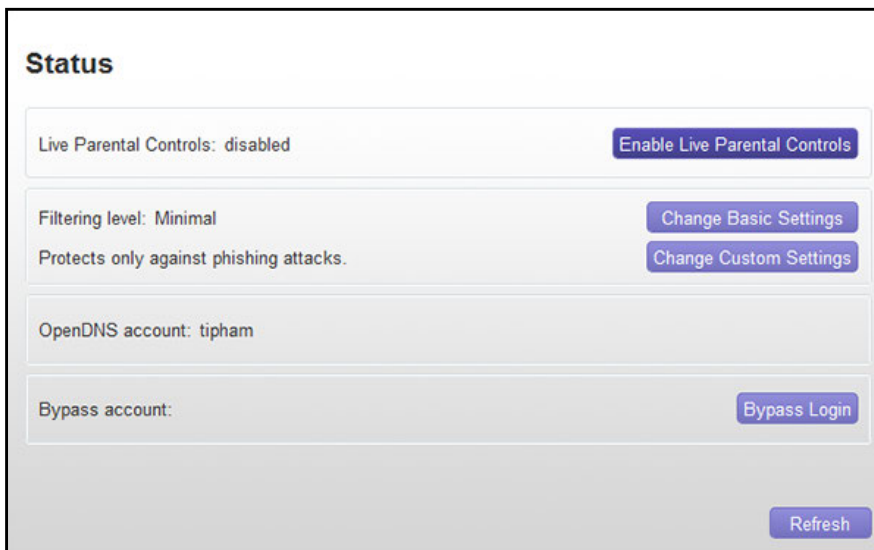 Status
Live Parental Controls: disabled
Enable Live Parental Controls
Filtering level: Minimal
Change Basic Settings
Protects only against phishing attacks.
Change Custom Settings
OpenDNS account: tipham
Bypass account:
Bypass Login
Refresh